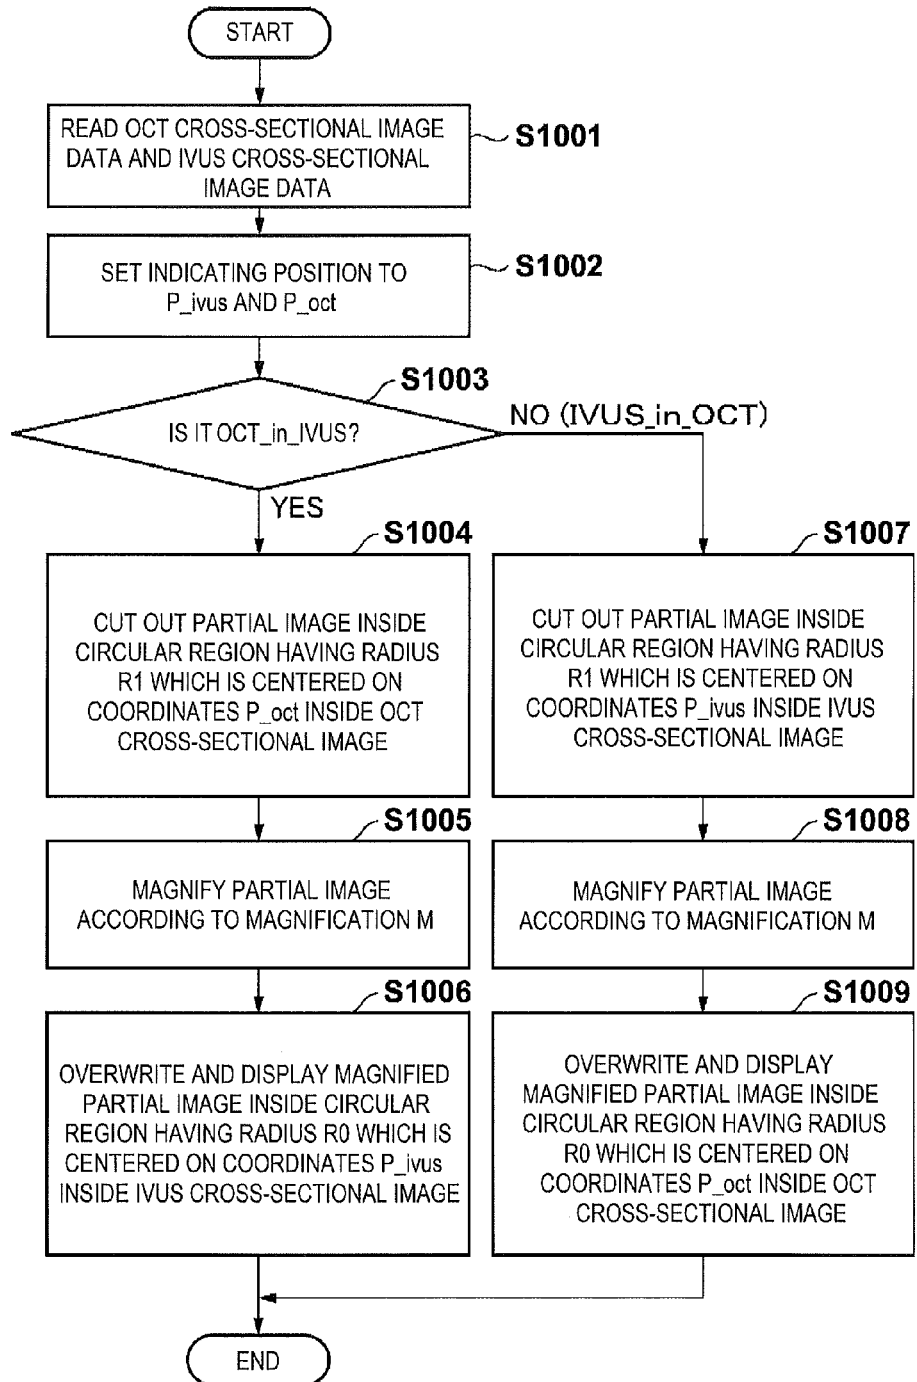 START
READ OCT CROSS-SECTIONAL IMAGE
DATA AND IVUS CROSS-SECTIONAL
IMAGE DATA
S1001
SET INDICATING POSITION TO
P_ivus AND P_oct
S1002
S1003
IS IT OCT_in_IVUS?
NO (IVUS_in_OCT)
YES
S1004
CUT OUT PARTIAL IMAGE INSIDE
CIRCULAR REGION HAVING RADIUS
R1 WHICH IS CENTERED ON
COORDINATES P_oct INSIDE OCT
CROSS-SECTIONAL IMAGE
S1007
CUT OUT PARTIAL IMAGE INSIDE
CIRCULAR REGION HAVING RADIUS
R1 WHICH IS CENTERED ON
COORDINATES P_ivus INSIDE IVUS
CROSS-SECTIONAL IMAGE
S1005
MAGNIFY PARTIAL IMAGE
ACCORDING TO MAGNIFICATION M
S1008
MAGNIFY PARTIAL IMAGE
ACCORDING TO MAGNIFICATION M
S1006
OVERWRITE AND DISPLAY MAGNIFIED
PARTIAL IMAGE INSIDE CIRCULAR
REGION HAVING RADIUS R0 WHICH IS
CENTERED ON COORDINATES P_ivus
INSIDE IVUS CROSS-SECTIONAL IMAGE
S1009
OVERWRITE AND DISPLAY
MAGNIFIED PARTIAL IMAGE INSIDE
CIRCULAR REGION HAVING RADIUS
R0 WHICH IS CENTERED ON
COORDINATES P_oct INSIDE OCT
CROSS-SECTIONAL IMAGE
END